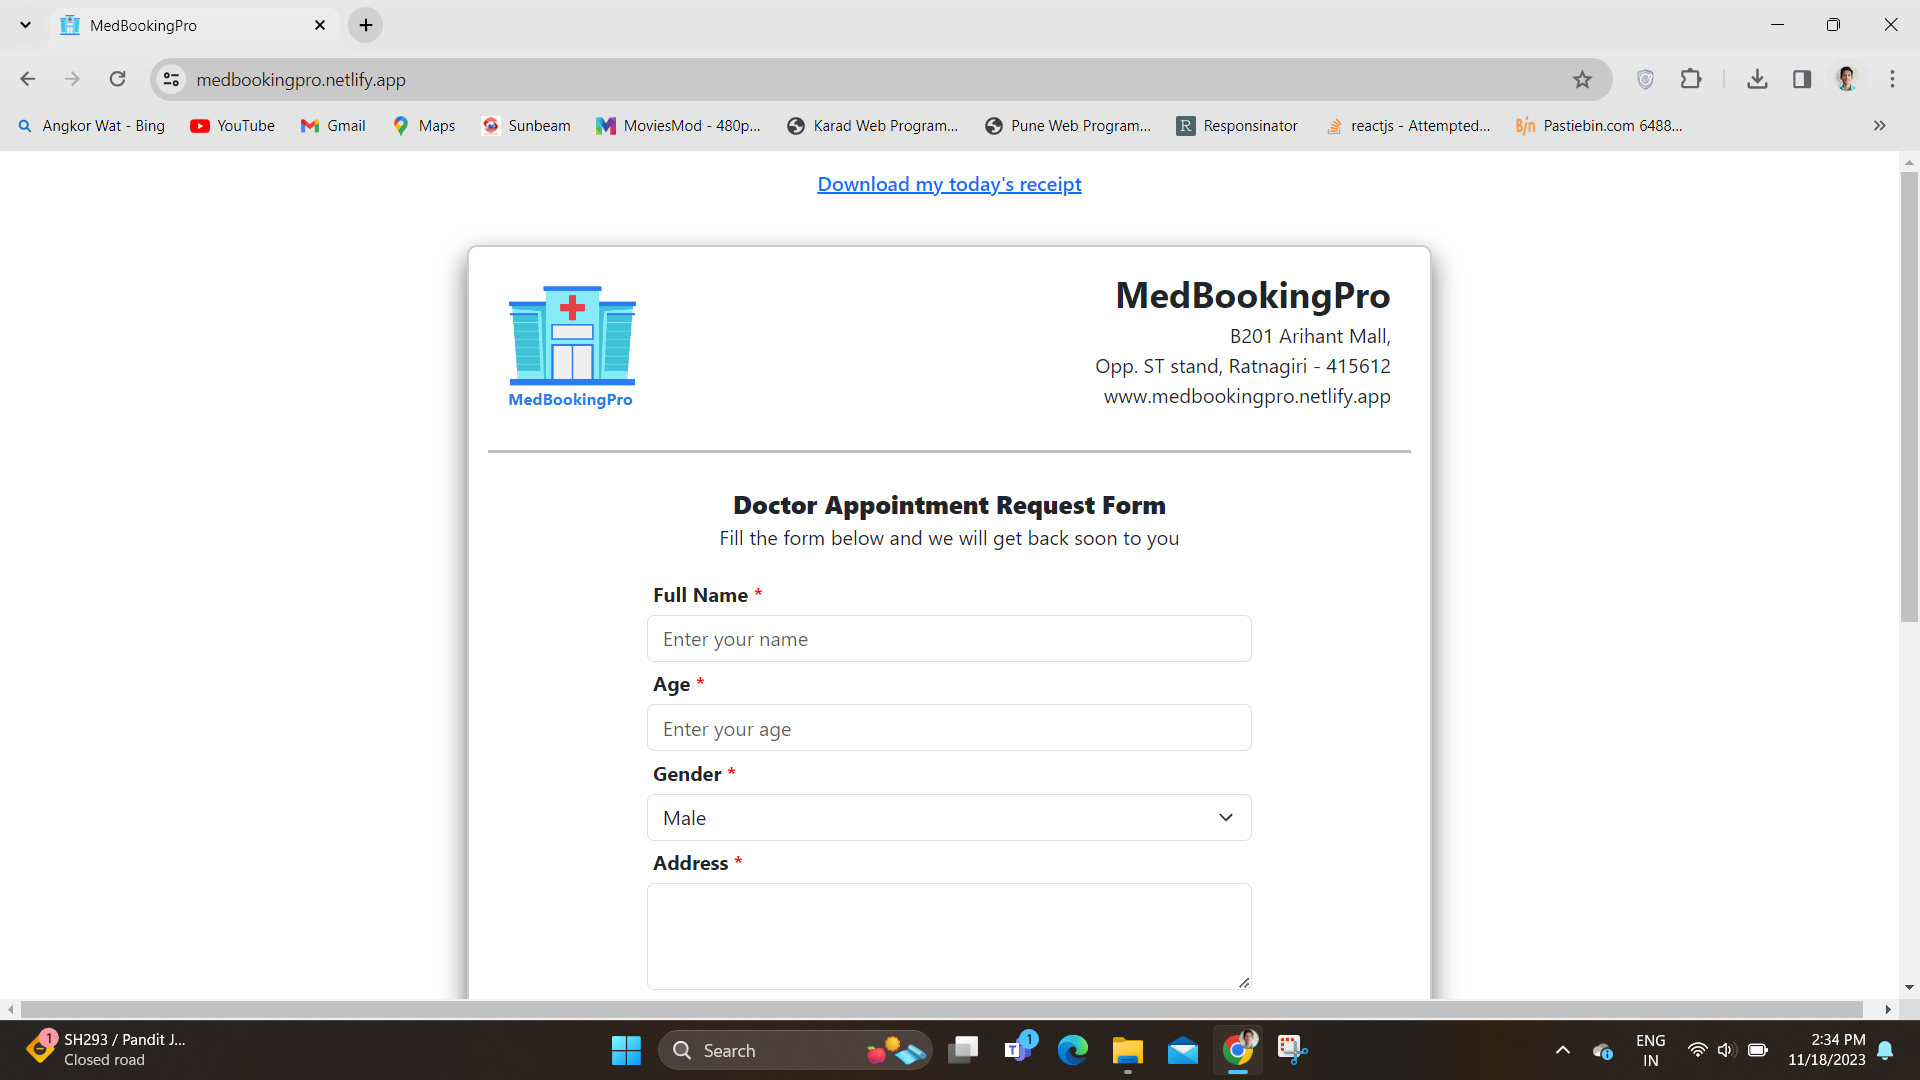 MedBookingPro
medbookingpro.netlify.app
Angkor Wat - Bing
YouTube
Gmail
Maps
Sunbeam
MoviesMod - 480p...
Karad Web Program...
Pune Web Program...
R
Responsinator
reactjs - Attempted...
B/n
Pastiebin.com 6488...
Download my today's receipt
MedBookingPro
MedBookingPro
B201 Arihant Mall,
Opp. ST stand, Ratnagiri - 415612
www.medbookingpro.netlify.app
Doctor Appointment Request Form
Fill the form below and we will get back soon to you
Full Name *
Enter your name
Age *
Enter your age
Gender *
Male
Address *
1
SH293 / Pandit J...
Closed road
Search
T
1
ENG
IN
2:34 PM
11/18/2023